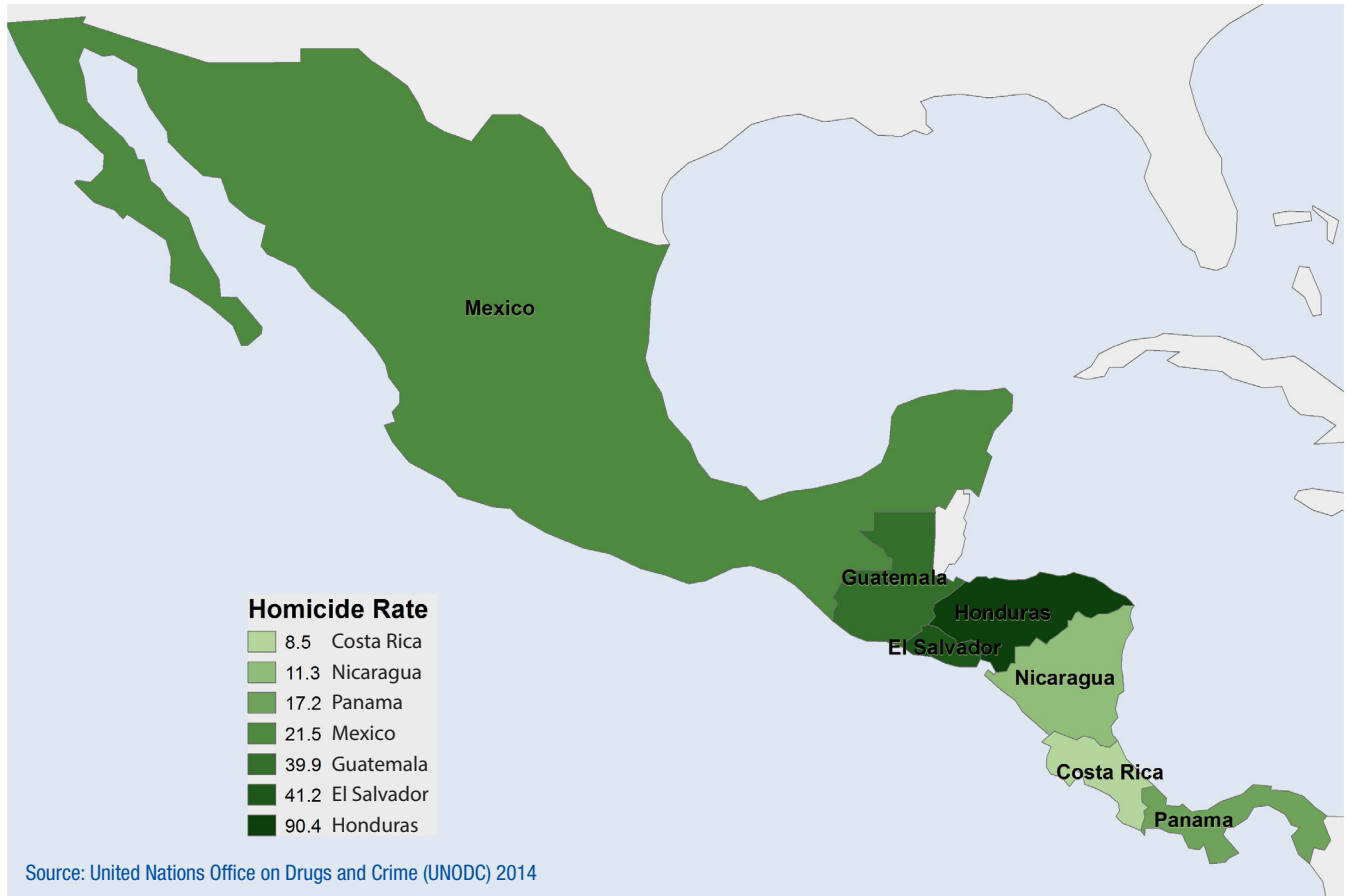 Mexico
Guatemala
Honduras
El Salvador
Nicaragua
Costa Rica
Panama
Homicide Rate
8.5 Costa Rica
11.3 Nicaragua
17.2 Panama
21.5 Mexico
39.9 Guatemala
41.2 El Salvador
90.4 Honduras
Source: United Nations Office on Drugs and Crime (UNODC) 2014